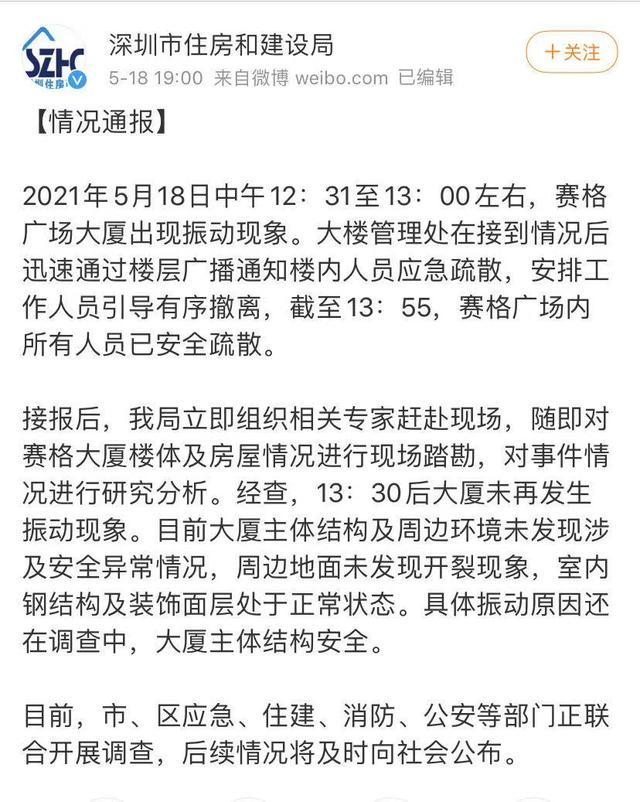 SZHC
圳住房
深圳市住房和建设局
5-18 19:00 来自微博 weibo.com 已编辑
+关注
【情况通报】
2021年5月18日中午12：31至13：00左右，赛格
广场大厦出现振动现象。大楼管理处在接到情况后
迅速通过楼层广播通知楼内人员应急疏散，安排工
作人员引导有序撤离，截至13：55，赛格广场内
所有人员已安全疏散。
接报后，我局立即组织相关专家赶赴现场，随即对
赛格大厦楼体及房屋情况进行现场踏勘，对事件情
况进行研究分析。经查，13：30后大厦未再发生
振动现象。目前大厦主体结构及周边环境未发现涉
及安全异常情况，周边地面未发现开裂现象，室内
钢结构及装饰面层处于正常状态。具体振动原因还
在调查中，大厦主体结构安全。
目前，市、区应急、住建、消防、公安等部门正联
合开展调查，后续情况将及时向社会公布。